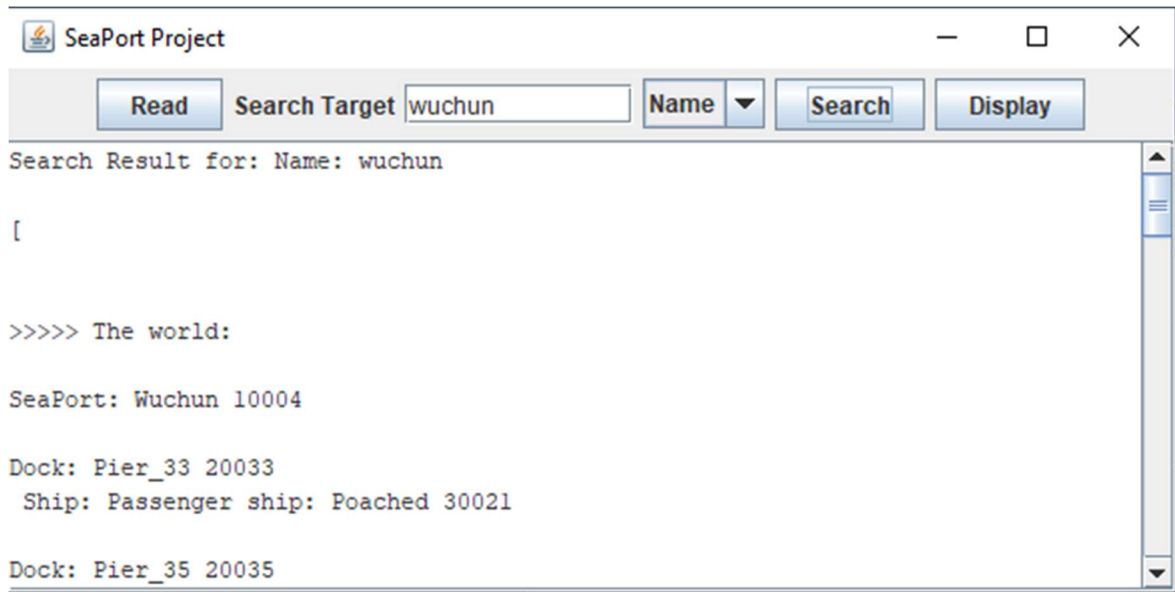 SeaPort Project
Read Search Target wuchun Name Search Display
Search Result for: Name: wuchun
[
>>>>> The world:
SeaPort: Wuchun 10004
Dock: Pier_33 20033
Ship: Passenger ship: Poached 30021
Dock: Pier_35 20035